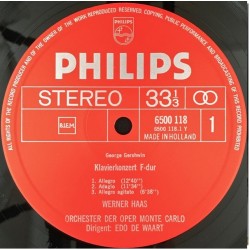 PHILIPS
STEREO 33 1/3
6500 118
6500 118.1 Y
MADE IN HOLLAND
1
George Gershwin
Klavierkonzert F-dur
1. Allegro (12'40")
2. Adagio (11'34")
3. Allegro agitato (6'38")
WERNER HAAS
ORCHESTER DER OPER MONTE CARLO
Dirigent: EDO DE WAART